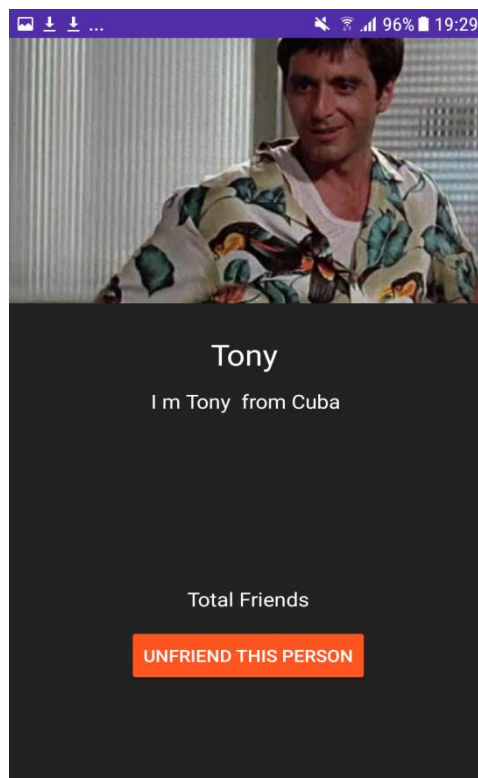 ... 96% 19:29
Tony
I m Tony  from Cuba
Total Friends
UNFRIEND THIS PERSON